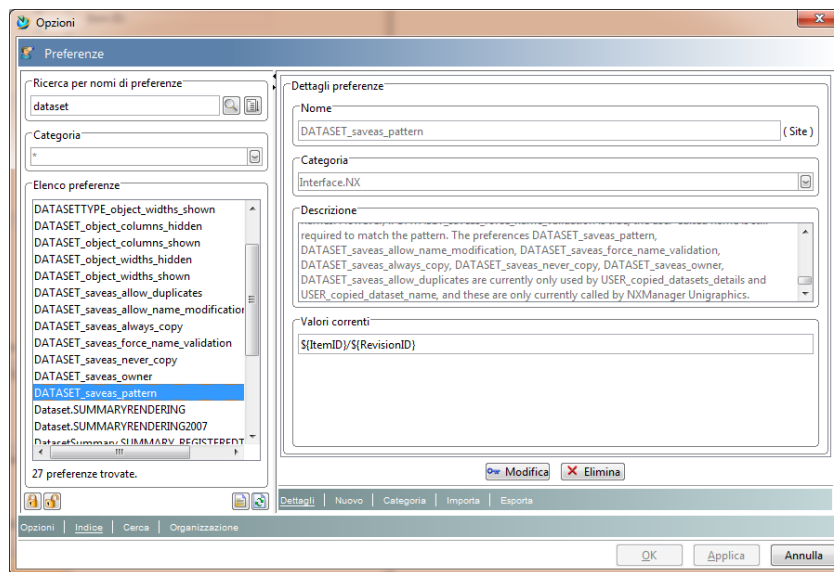 Opzioni
Preferenze
Ricerca per nomi di preferenze
dataset
Categoria
*
Elenco preferenze
DATASETTYPE_object_widths_shown
DATASET_object_columns_hidden
DATASET_object_columns_shown
DATASET_object_widths_hidden
DATASET_object_widths_shown
DATASET_saveas_allow_duplicates
DATASET_saveas_allow_name_modification
DATASET_saveas_always_copy
DATASET_saveas_force_name_validation
DATASET_saveas_never_copy
DATASET_saveas_owner
DATASET_saveas_pattern
Dataset.SUMMARYRENDERING
Dataset.SUMMARYRENDERING2007
DatasetSummary.SUMMARY_REGISTEREDT
27 preferenze trovate.
Opzioni
Indice
Cerca
Organizzazione
Dettagli preferenze
Nome
DATASET_saveas_pattern
( Site )
Categoria
Interface.NX
Descrizione
required to match the pattern. The preferences DATASET_saveas_pattern,
DATASET_saveas_allow_name_modification, DATASET_saveas_force_name_validation,
DATASET_saveas_always_copy, DATASET_saveas_never_copy, DATASET_saveas_owner,
DATASET_saveas_allow_duplicates are currently only used by USER_copied_datasets_details and
USER_copied_dataset_name, and these are only currently called by NXManager Unigraphics.
Valori correnti
${ItemID}/${RevisionID}
Modifica
Elimina
Dettagli
Nuovo
Categoria
Importa
Esporta
OK
Applica
Annulla